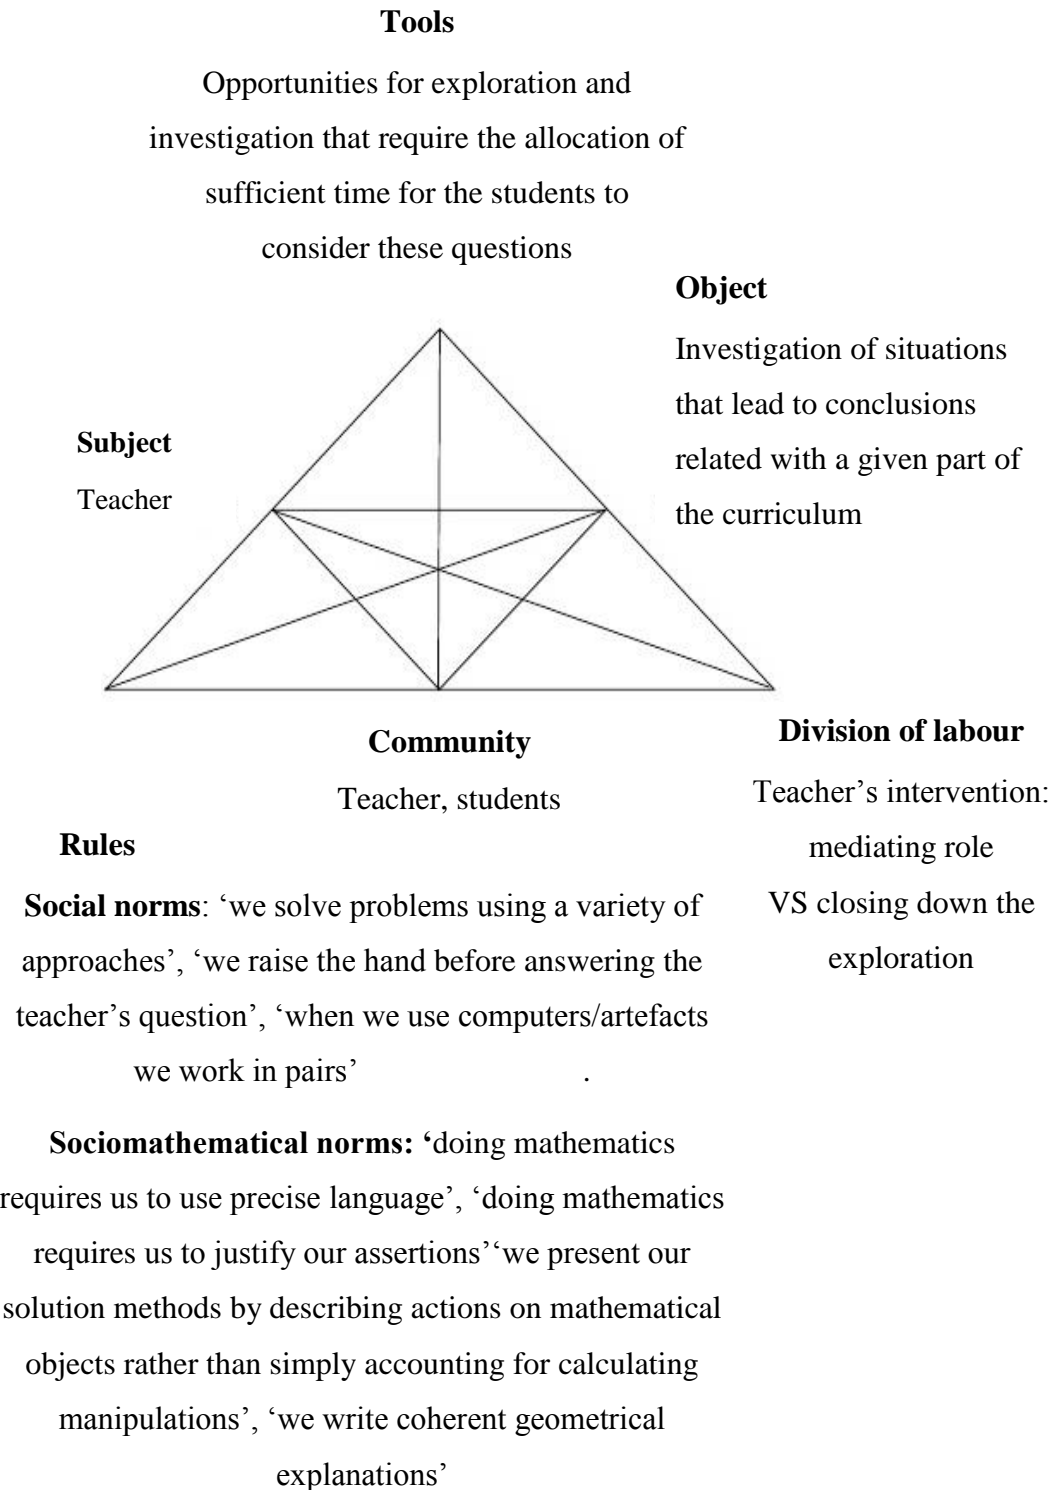 Tools
Opportunities for exploration and
investigation that require the allocation of
sufficient time for the students to
consider these questions
Object
Investigation of situations
that lead to conclusions
related with a given part of
the curriculum
Subject
Teacher
Community
Teacher, students
Division of labour
Teacher’s intervention:
mediating role
VS closing down the
exploration
Rules
Social norms: ‘we solve problems using a variety of
approaches’, ‘we raise the hand before answering the
teacher’s question’, ‘when we use computers/artefacts
we work in pairs’ .
Sociomathematical norms: ‘doing mathematics
requires us to use precise language’, ‘doing mathematics
requires us to justify our assertions’‘we present our
solution methods by describing actions on mathematical
objects rather than simply accounting for calculating
manipulations’, ‘we write coherent geometrical
explanations’